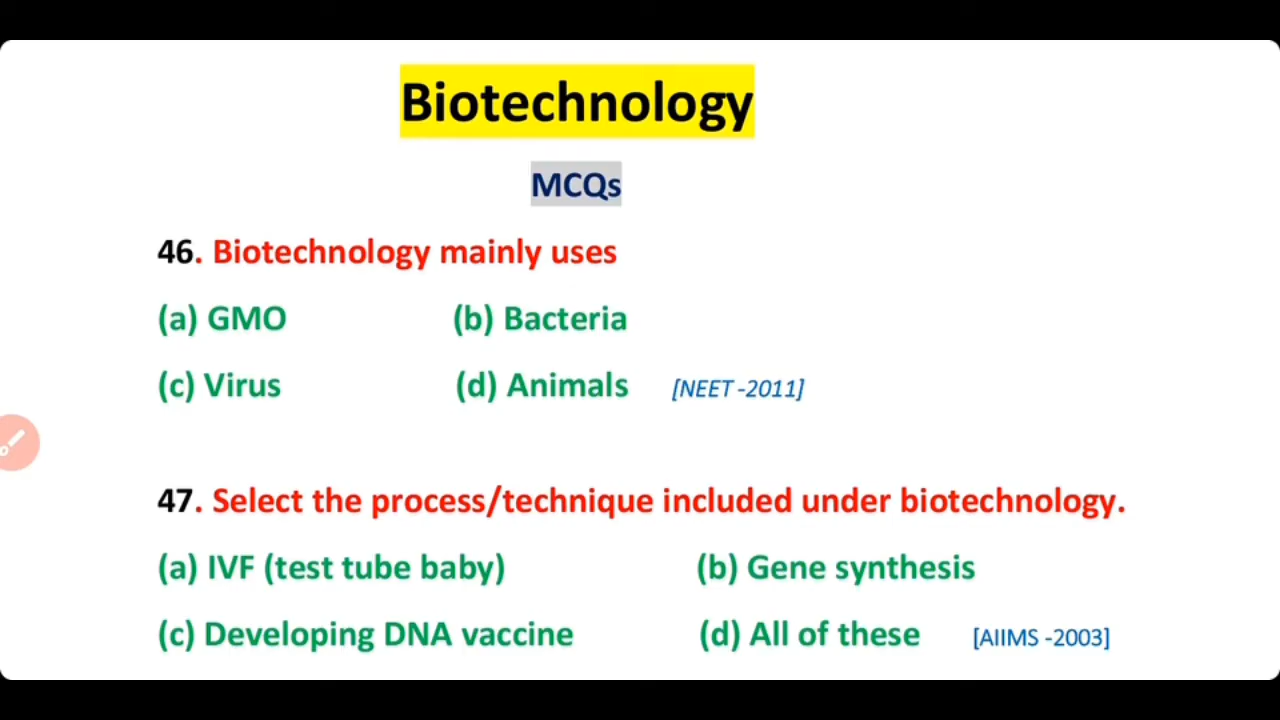 Biotechnology
MCQs
46. Biotechnology mainly uses
(a) GMO (b) Bacteria
(c) Virus (d) Animals [NEET -2011]
47. Select the process/technique included under biotechnology.
(a) IVF (test tube baby) (b) Gene synthesis
(c) Developing DNA vaccine (d) All of these [AIIMS -2003]